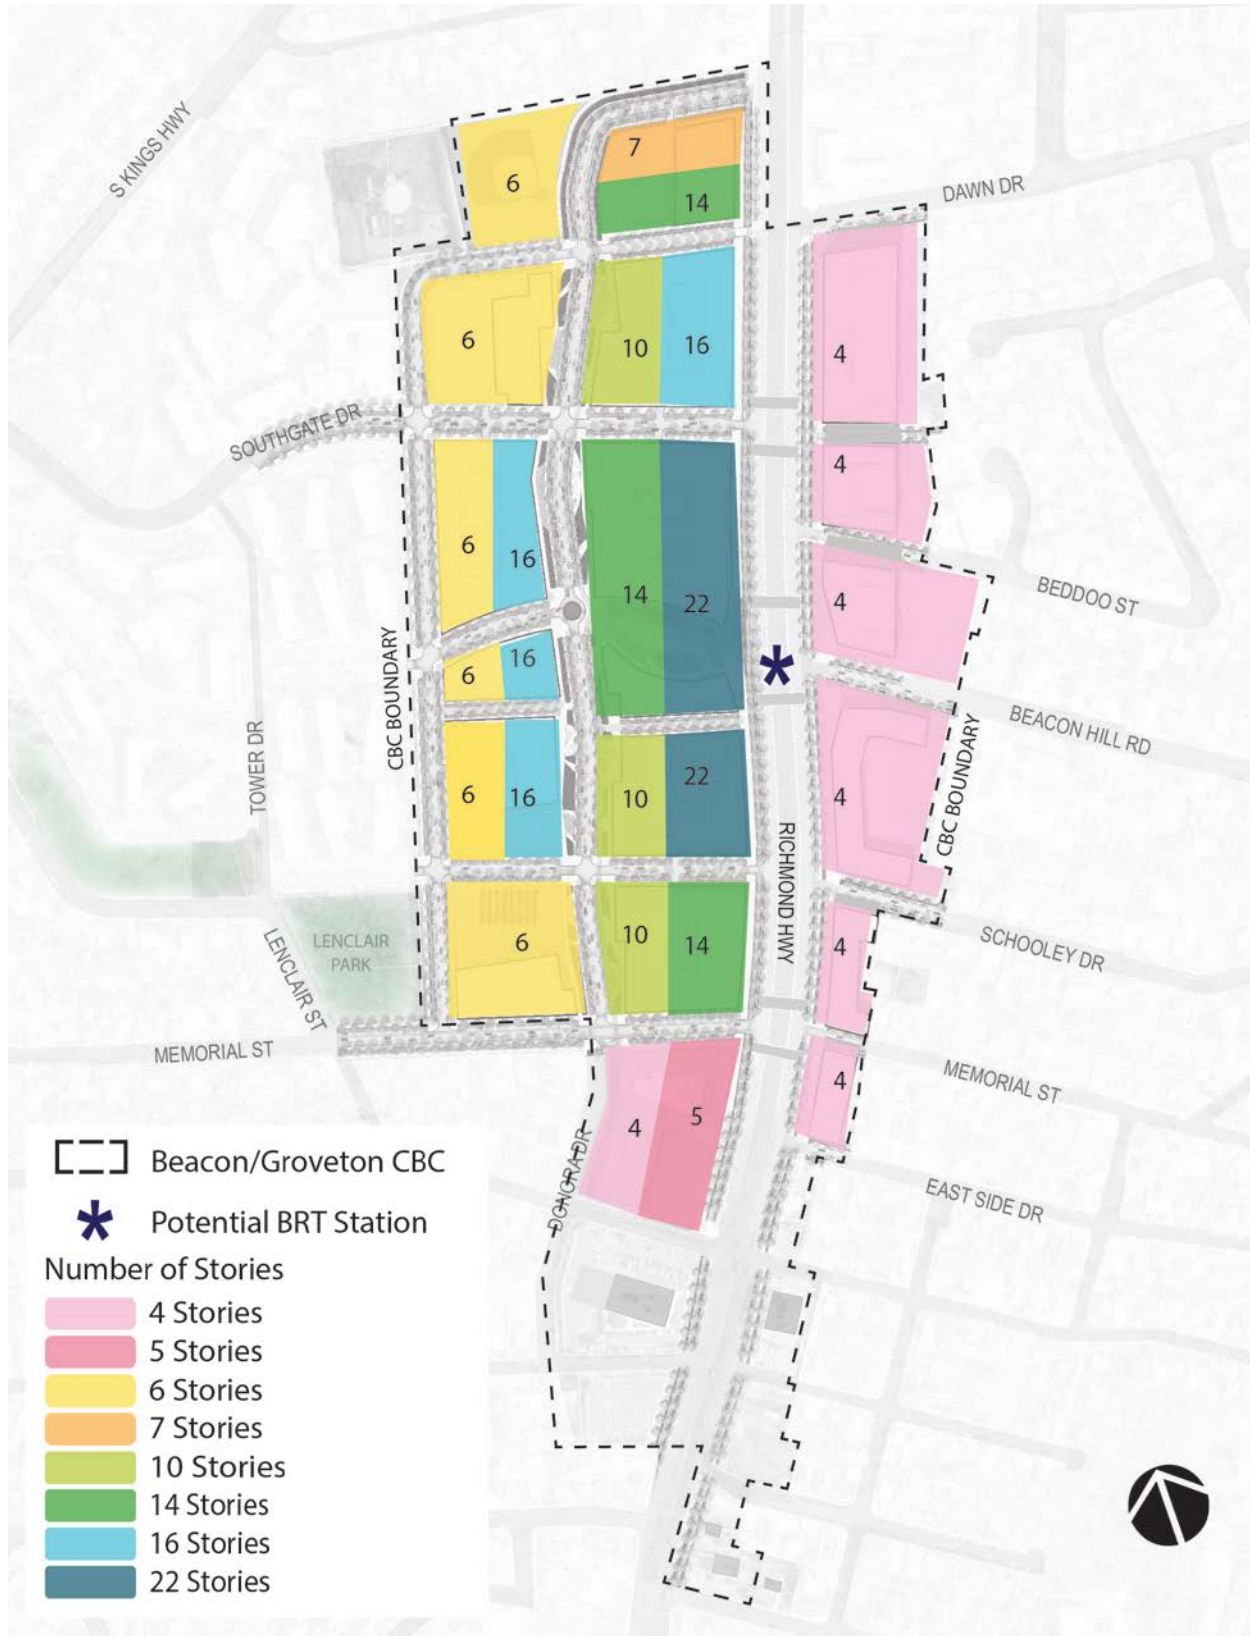 S KINGS HWY
7
6
14
DAWN DR
6
10
16
4
SOUTHGATE DR
4
6
16
14
22
4
BEDDOO ST
16
6
CBC BOUNDARY
BEACON HILL RD
TOWER DR
22
6
16
10
4
CBC BOUNDARY
RICHMOND HWY
LENCLAIR
PARK
6
10
14
4
SCHOOLEY DR
LENCLAIR ST
MEMORIAL ST
4
MEMORIAL ST
4
5
DONORA DR
EAST SIDE DR
Beacon/Groveton CBC
Potential BRT Station
Number of Stories
4 Stories
5 Stories
6 Stories
7 Stories
10 Stories
14 Stories
16 Stories
22 Stories